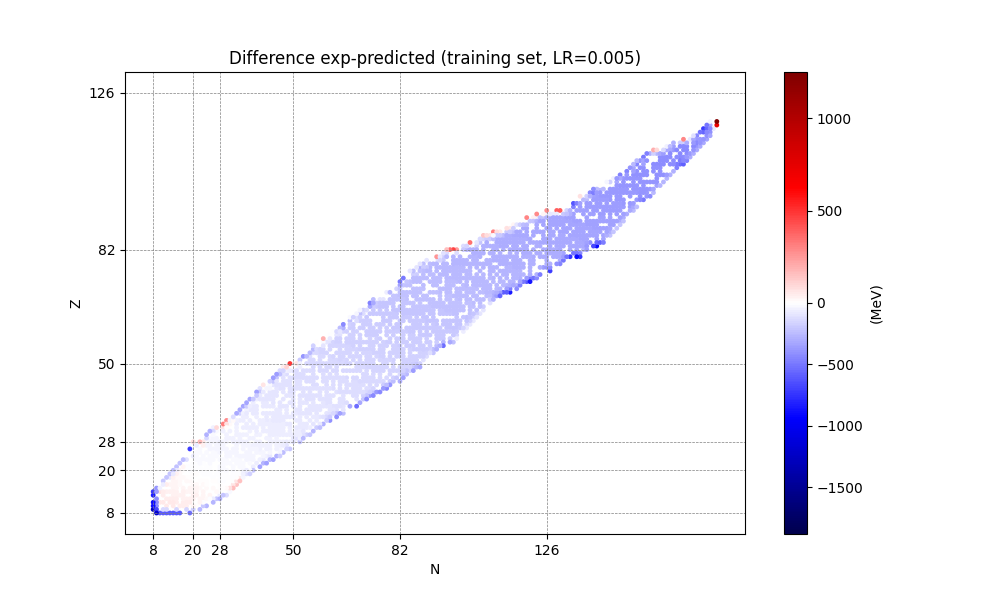 Difference exp-predicted (training set, LR=0.005)
126
82
50
28
20
8
Z
8 20 28 50 82 126
N
1000
500
0
−500
−1000
−1500
(MeV)